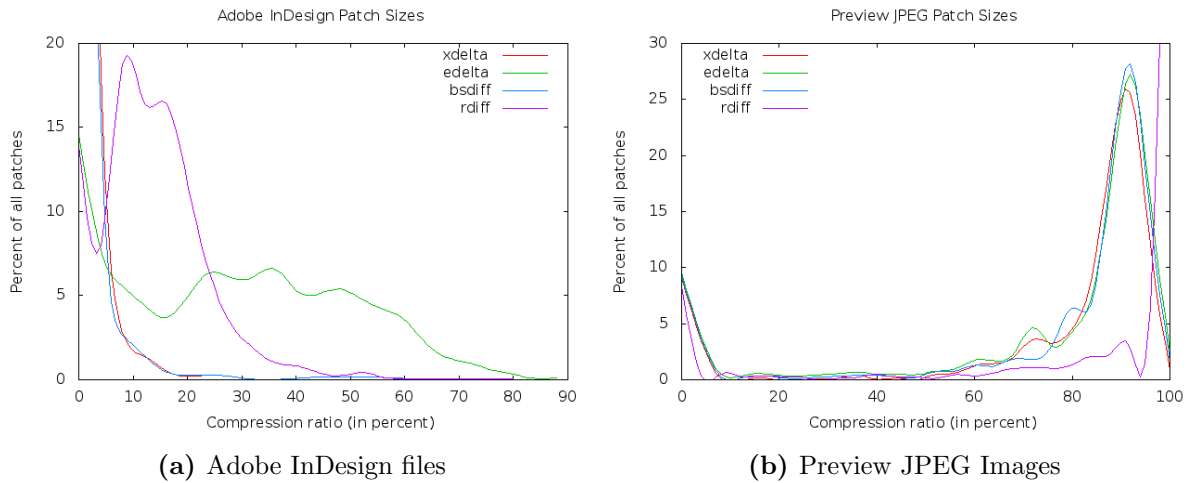 Adobe InDesign Patch Sizes
20
15
10
5
0
Percent of all patches
xdelta
edelta
bsdiff
rdiff
0 10 20 30 40 50 60 70 80 90
Compression ratio (in percent)
(a) Adobe InDesign files
Preview JPEG Patch Sizes
30
25
20
15
10
5
0
Percent of all patches
xdelta
edelta
bsdiff
rdiff
0 20 40 60 80 100
Compression ratio (in percent)
(b) Preview JPEG Images